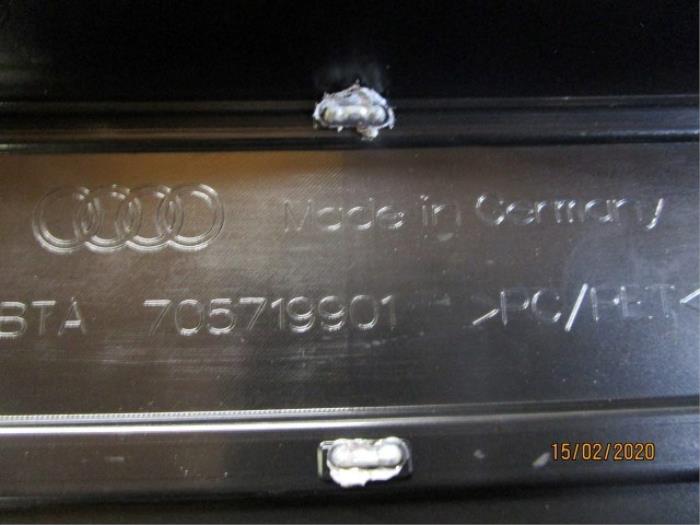 Made in Germany
BTA 705719901 >PC/PET<
15/02/2020